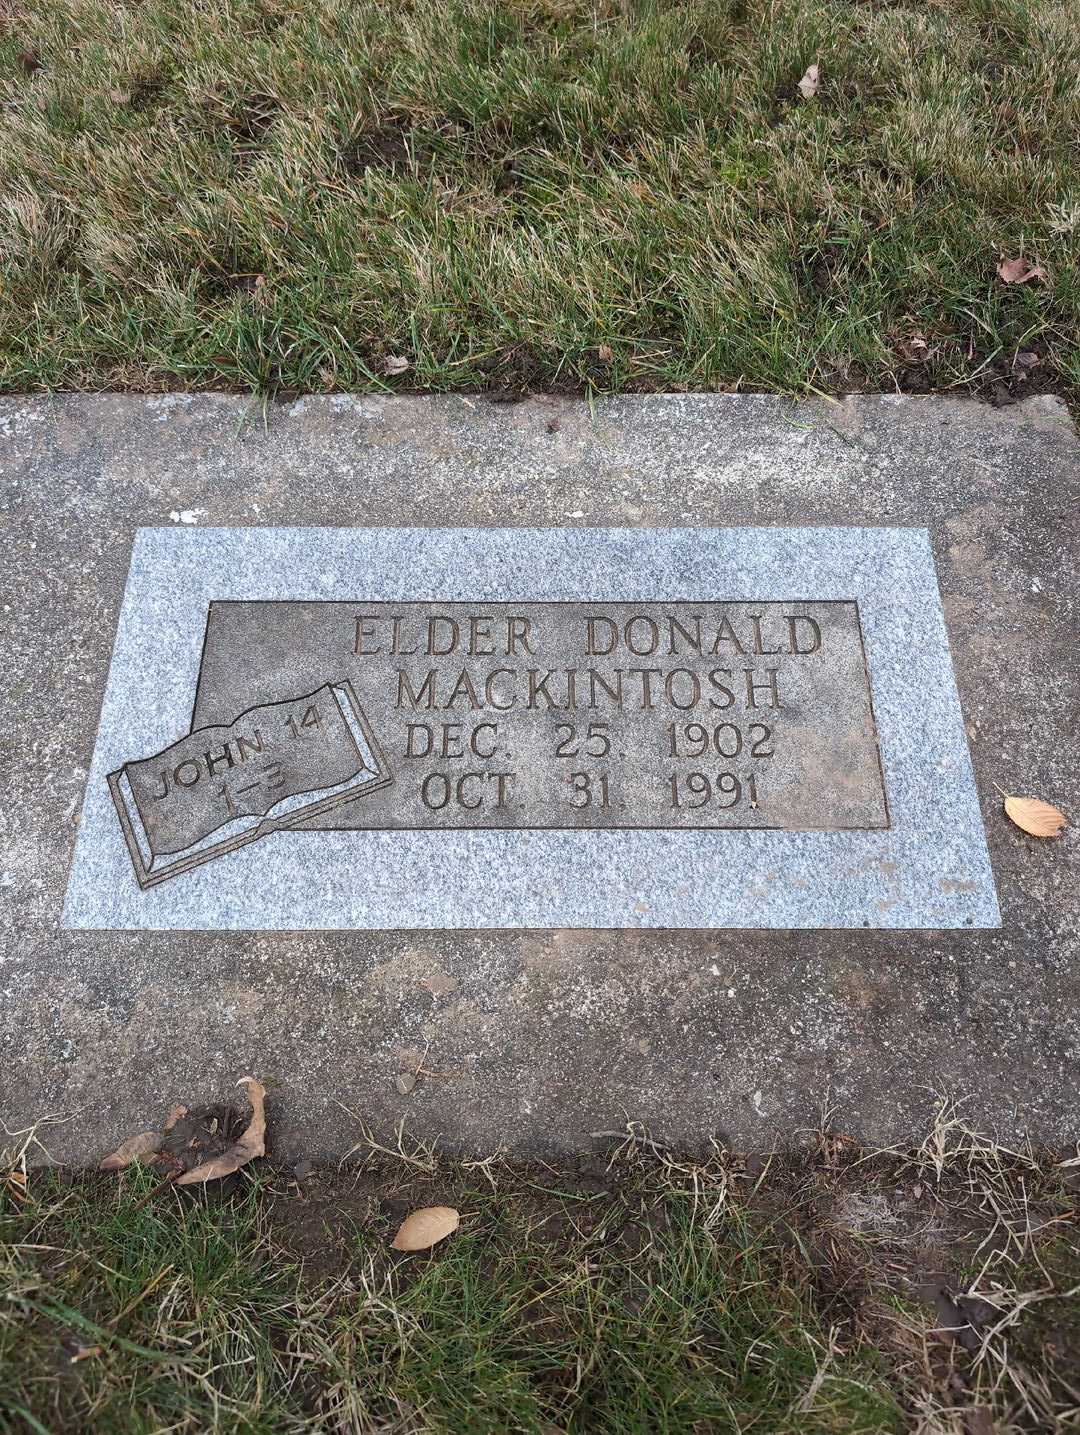 ELDER DONALD
MACKINTOSH
DEC. 25. 1902
OCT. 31. 1991
JOHN 14
1-3